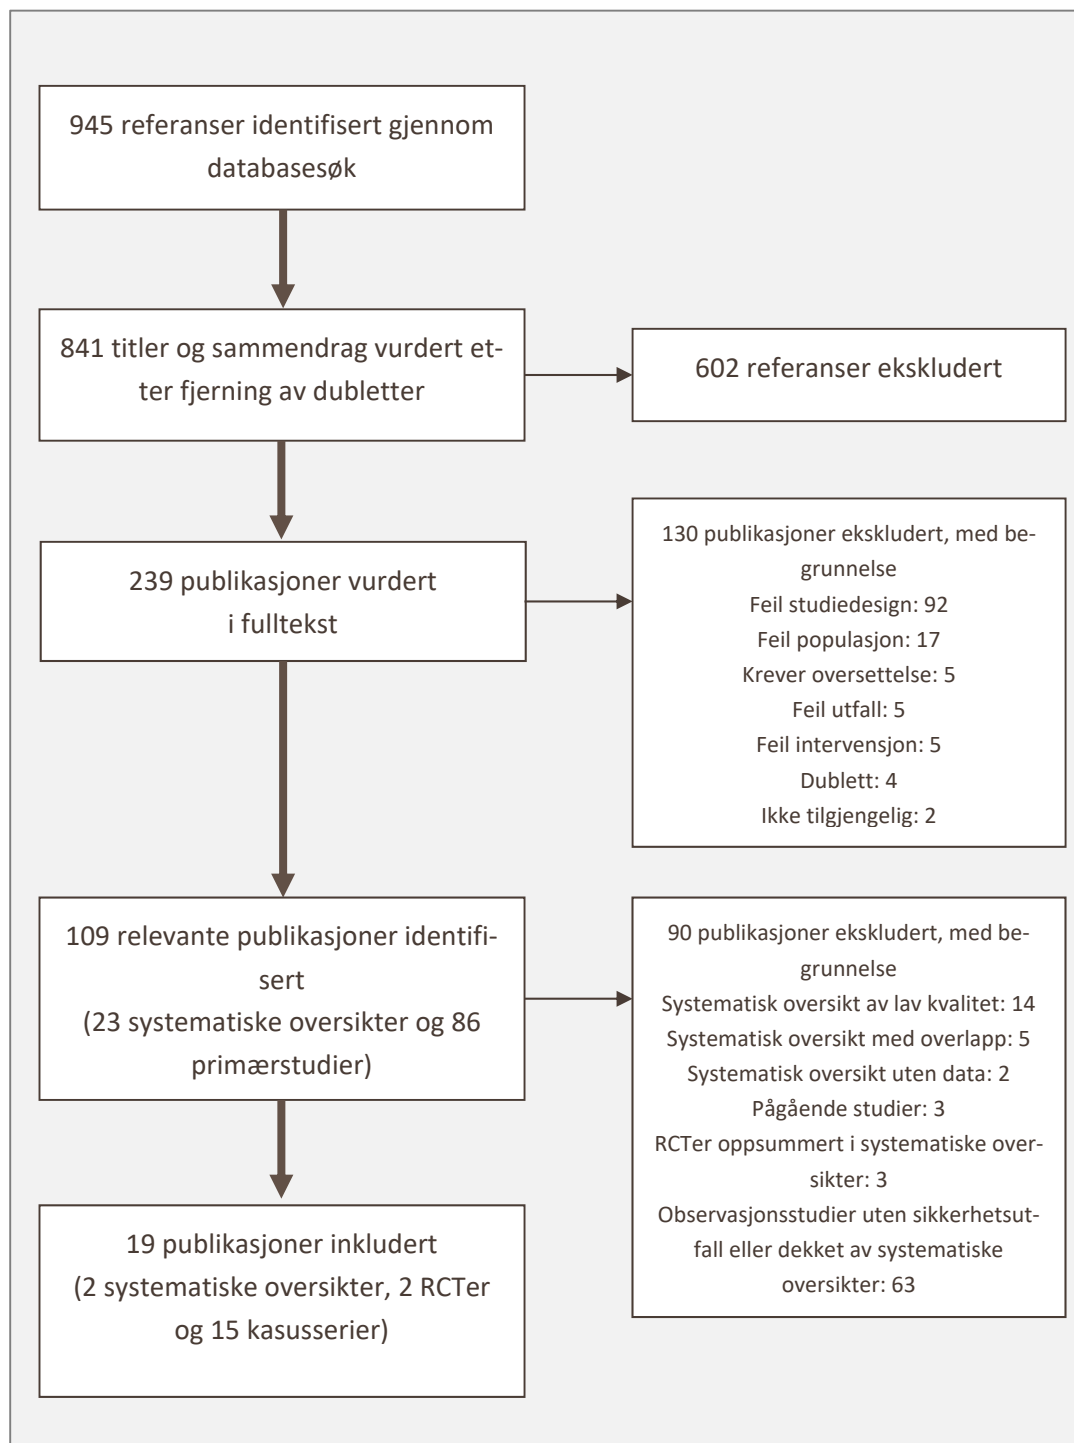 945 referanser identifisert gjennom
databasesøk
841 titler og sammendrag vurdert et-
ter fjerning av dubletter
602 referanser ekskludert
239 publikasjoner vurdert
i fulltekst
130 publikasjoner ekskludert, med be-
grunnelse
Feil studiedesign: 92
Feil populasjon: 17
Krever oversettelse: 5
Feil utfall: 5
Feil intervensjon: 5
Dublett: 4
Ikke tilgjengelig: 2
109 relevante publikasjoner identifi-
sert
(23 systematiske oversikter og 86
primærstudier)
90 publikasjoner ekskludert, med be-
grunnelse
Systematisk oversikt av lav kvalitet: 14
Systematisk oversikt med overlapp: 5
Systematisk oversikt uten data: 2
Pågående studier: 3
RCTer oppsummert i systematiske over-
sikter: 3
Observasjonsstudier uten sikkerhetsut-
fall eller dekket av systematiske
oversikter: 63
19 publikasjoner inkludert
(2 systematiske oversikter, 2 RCTer
og 15 kasusserier)